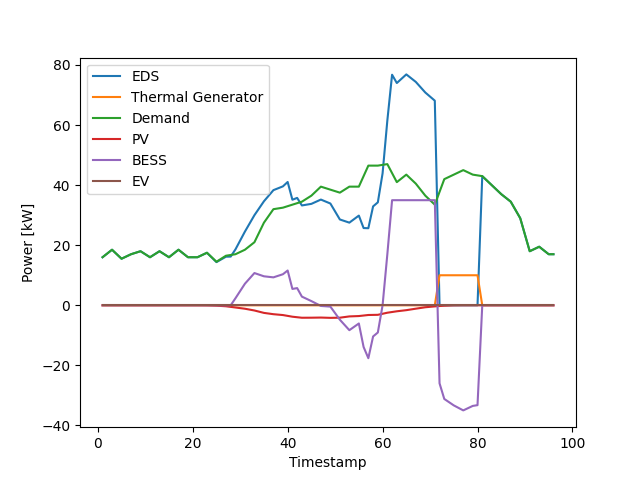 EDS
Thermal Generator
Demand
PV
BESS
EV
Power [kW]
80
60
40
20
0
−20
−40
0 20 40 60 80 100
Timestamp